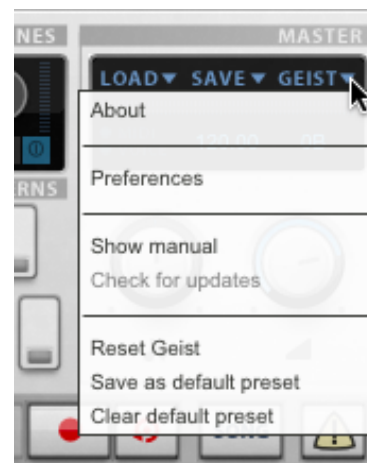 NES
MASTER
LOAD▼ SAVE▼ GEIST▼
About
Preferences
RNS
Show manual
Check for updates
Reset Geist
Save as default preset
Clear default preset
SONG